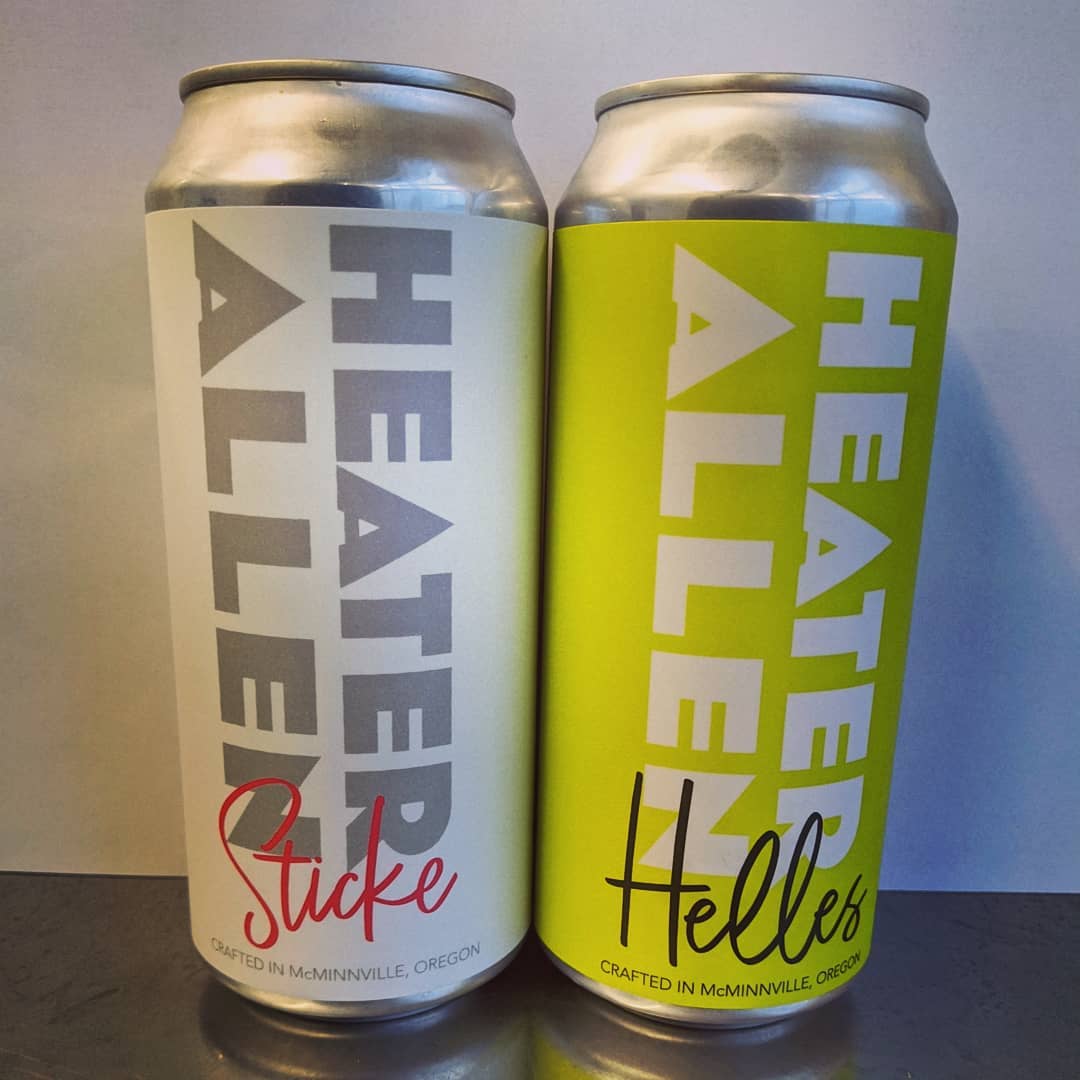 HEATER
ALLEN
Sticke
CRAFTED IN McMINNVILLE, OREGON
HEATER
ALLEN
Helles
CRAFTED IN McMINNVILLE, OREGON